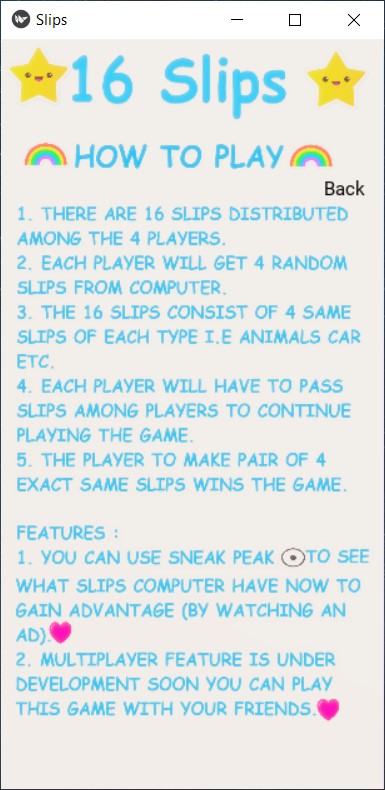 Slips
16 Slips
HOW TO PLAY
Back
1. THERE ARE 16 SLIPS DISTRIBUTED
AMONG THE 4 PLAYERS.
2. EACH PLAYER WILL GET 4 RANDOM
SLIPS FROM COMPUTER.
3. THE 16 SLIPS CONSIST OF 4 SAME
SLIPS OF EACH TYPE I.E ANIMALS CAR
ETC.
4. EACH PLAYER WILL HAVE TO PASS
SLIPS AMONG PLAYERS TO CONTINUE
PLAYING THE GAME.
5. THE PLAYER TO MAKE PAIR OF 4
EXACT SAME SLIPS WINS THE GAME.
FEATURES :
1. YOU CAN USE SNEAK PEAK TO SEE
WHAT SLIPS COMPUTER HAVE NOW TO
GAIN ADVANTAGE (BY WATCHING AN
AD).
2. MULTIPLAYER FEATURE IS UNDER
DEVELOPMENT SOON YOU CAN PLAY
THIS GAME WITH YOUR FRIENDS.